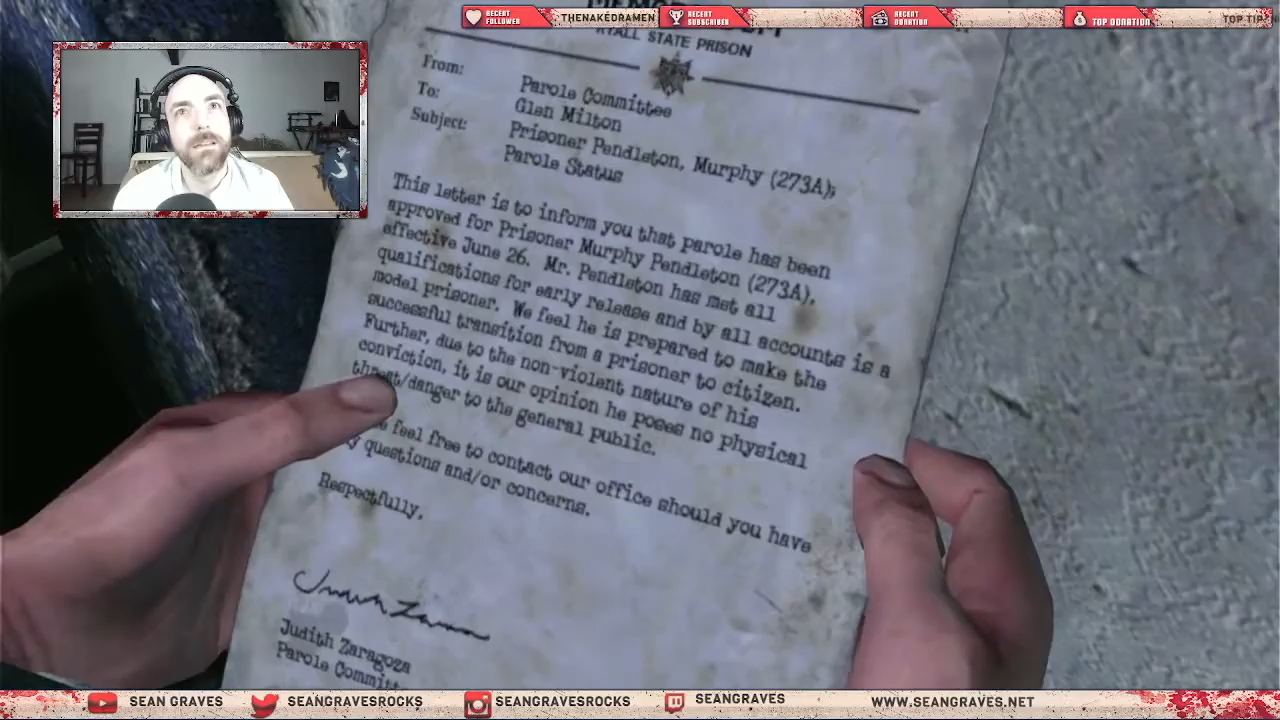 RECENT FOLLOWER
THENAKEDRAMEN
RECENT SUBSCRIBER
RECENT DONATION
TOP DONATION
TOP TIP
STATE PRISON
From: Parole Committee
To: Glen Milton
Subject: Prisoner Pendleton, Murphy (273A);
Parole Status
This letter is to inform you that parole has been
approved for Prisoner Murphy Pendleton (273A),
effective June 26. Mr. Pendleton has met all
qualifications for early release and by all accounts is a
model prisoner. We feel he is prepared to make the
successful transition from a prisoner to citizen.
Further, due to the non-violent nature of his
conviction, it is our opinion he poses no physical
threat/danger to the general public.
feel free to contact our office should you have
questions and/or concerns.
Respectfully,
Judith Zaragoza
Judith Zaragoza
Parole Committ
SEAN GRAVES
SEANGRAVESROCKS
SEANGRAVESROCKS
SEANGRAVES
WWW.SEANGRAVES.NET